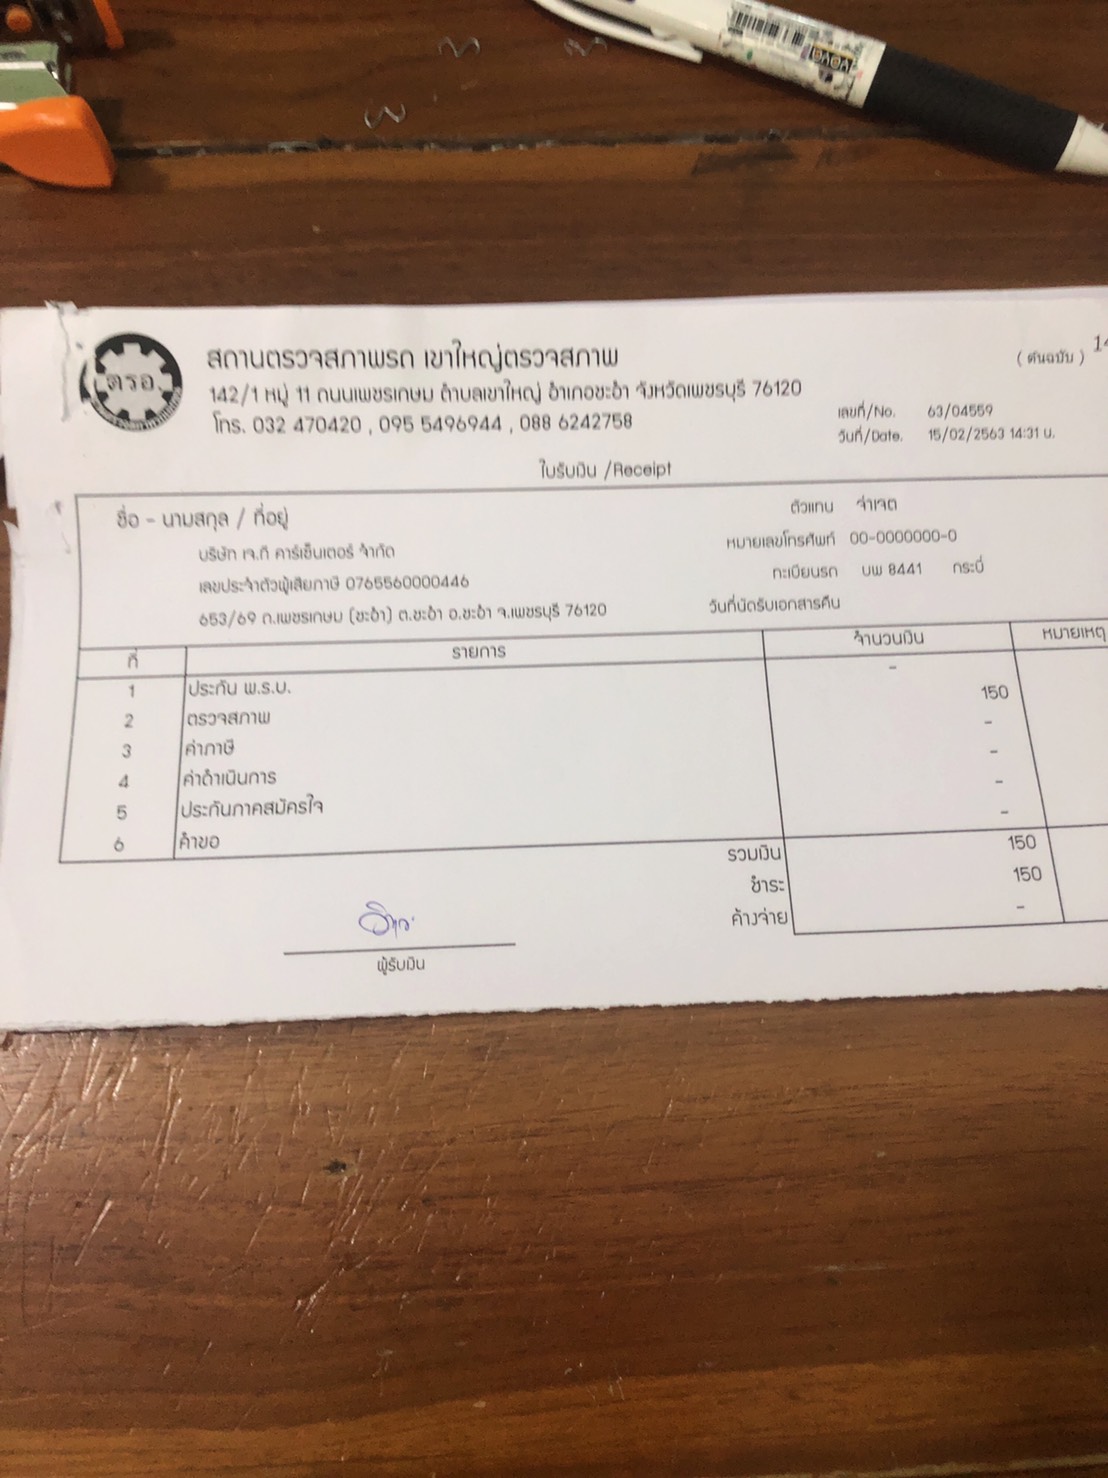 สถานตรวจสภาพรถ เขาใหญ่ตรวจสภาพ
( ต้นฉบับ )
142/1 หมู่ 11 ถนนเพชรเกษม ตำบลเขาใหญ่ อำเภอชะอำ จังหวัดเพชรบุรี 76120
โทร. 032 470420 , 095 5496944 , 088 6242758
ตรอ.
เลขที่/No. 63/04559
วันที่/Date. 15/02/2563 14:31 น.
ใบรับเงิน /Receipt
ชื่อ - นามสกุล / ที่อยู่
ตัวแทน จ่าเจต
บริษัท เจ.ที คาร์เซ็นเตอร์ จำกัด
หมายเลขโทรศัพท์ 00-0000000-0
เลขประจำตัวผู้เสียภาษี 0765560000446
ทะเบียนรถ บพ 8441 กระบี่
653/69 ถ.เพชรเกษม (ชะอำ) ต.ชะอำ อ.ชะอำ จ.เพชรบุรี 76120
วันที่นัดรับเอกสารคืน
ที่ รายการ จำนวนเงิน หมายเหตุ
1 ประกัน พ.ร.บ. -
2 ตรวจสภาพ 150
3 ค่าภาษี -
4 ค่าดำเนินการ -
5 ประกันภาคสมัครใจ -
6 คำขอ -
รวมเงิน 150
ชำระ 150
ค้างจ่าย -
ผู้รับเงิน